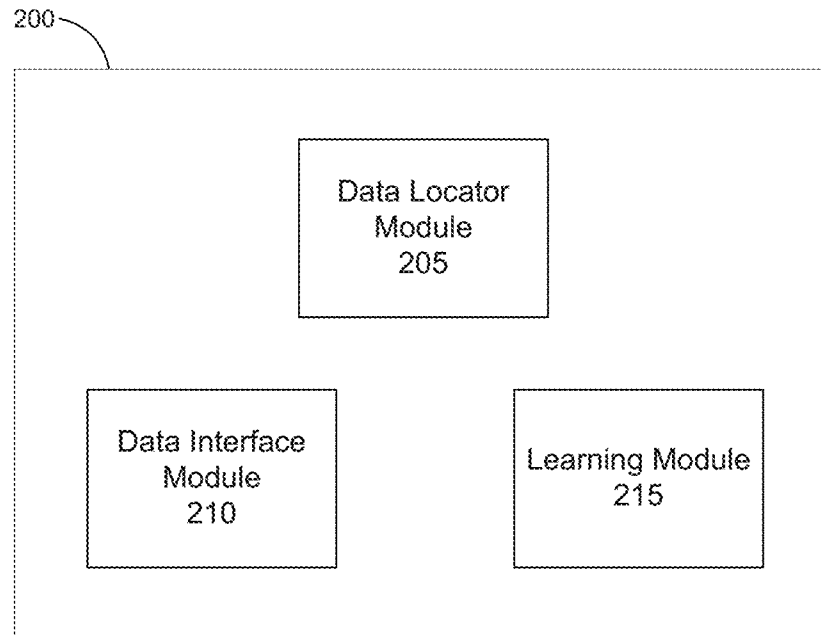 200
Data Locator
Module
205
Data Interface
Module
210
Learning Module
215